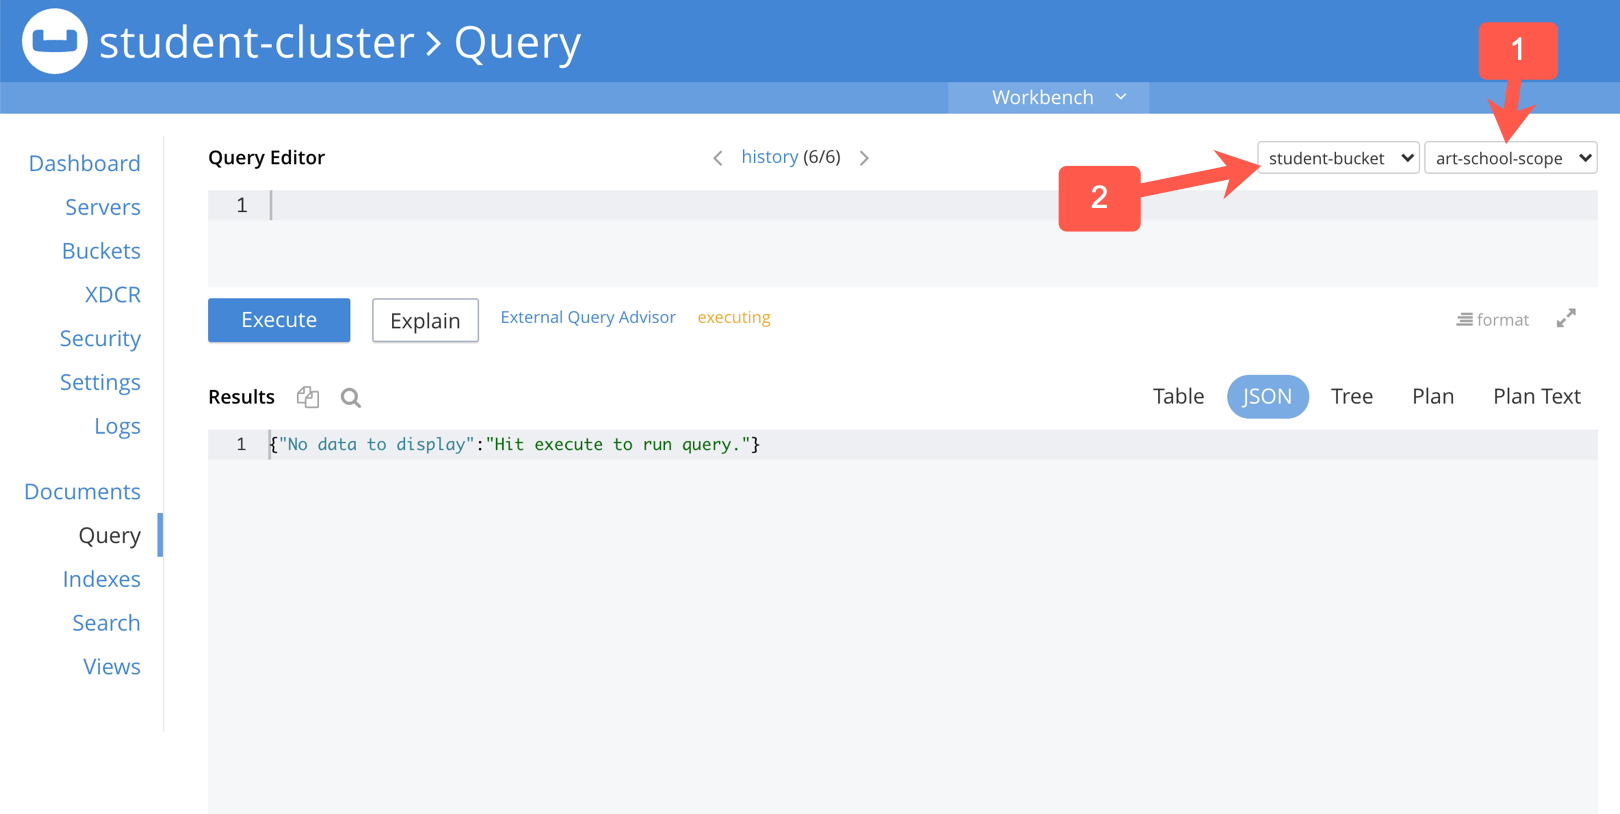 student-cluster > Query
1
Workbench
Dashboard
Servers
Buckets
XDCR
Security
Settings
Logs
Documents
Query
Indexes
Search
Views
Query Editor
history (6/6)
student-bucket
art-school-scope
2
1
Execute
Explain
External Query Advisor
executing
format
Results
Table
JSON
Tree
Plan
Plan Text
1 {"No data to display":"Hit execute to run query."}